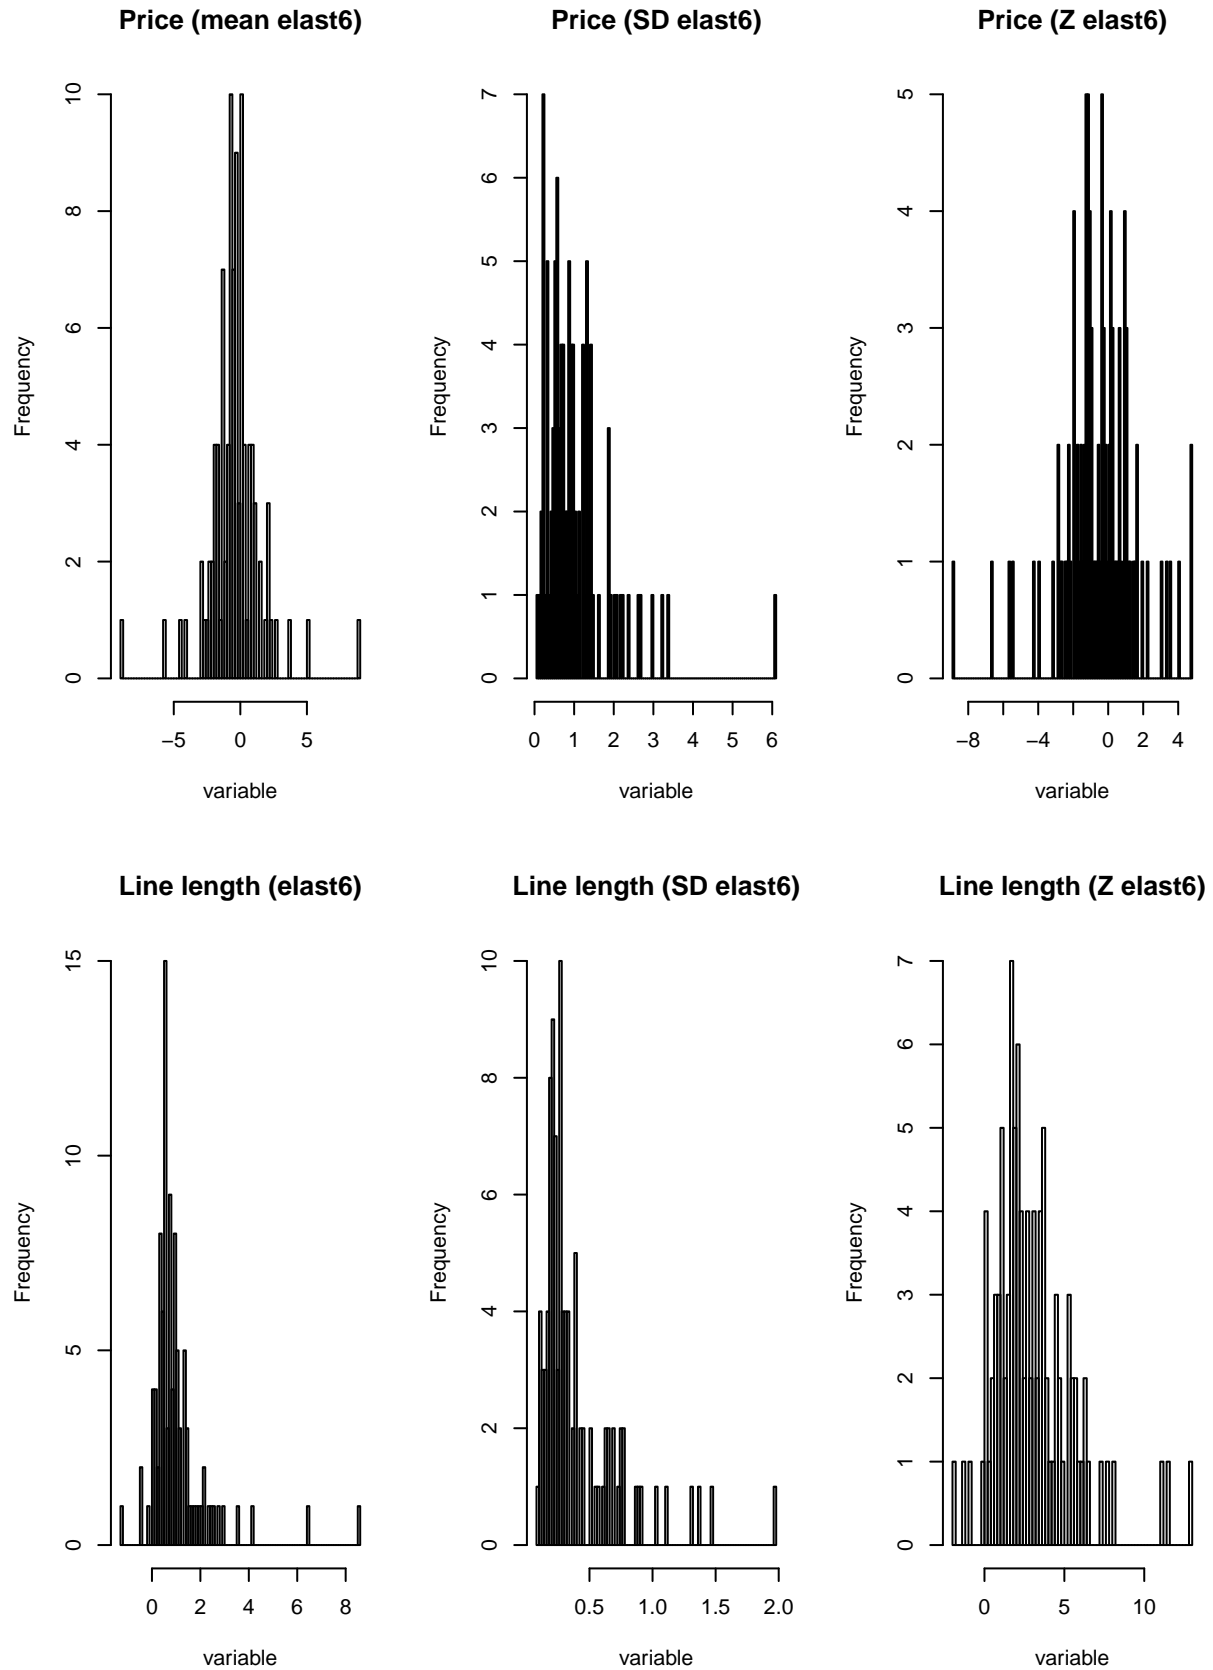 Price (mean elast6)
Price (SD elast6)
Price (Z elast6)
Frequency
0 2 4 6 8 10
−5 0 5
variable
Frequency
0 1 2 3 4 5 6 7
0 1 2 3 4 5 6
variable
Frequency
0 1 2 3 4 5
−8 −4 0 2 4
variable
Line length (elast6)
Line length (SD elast6)
Line length (Z elast6)
Frequency
0 5 10 15
0 2 4 6 8
variable
Frequency
0 2 4 6 8 10
0.5 1.0 1.5 2.0
variable
Frequency
0 1 2 3 4 5 6 7
0 5 10
variable